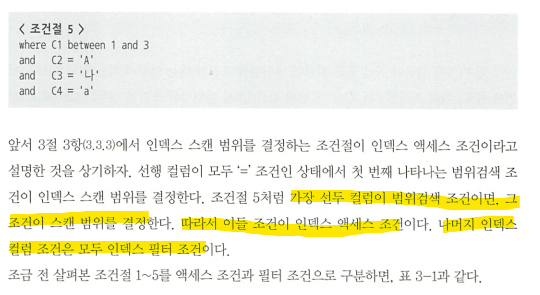 < 조건절 5 >
where C1 between 1 and 3
and C2 = 'A'
and C3 = '나'
and C4 = 'a'
앞서 3절 3항(3.3.3)에서 인덱스 스캔 범위를 결정하는 조건절이 인덱스 액세스 조건이라고
설명한 것을 상기하자. 선행 컬럼이 모두 '=' 조건인 상태에서 첫 번째 나타나는 범위검색 조
건이 인덱스 스캔 범위를 결정한다. 조건절 5처럼 가장 선두 컬럼이 범위검색 조건이면, 그
조건이 스캔 범위를 결정한다. 따라서 이들 조건이 인덱스 액세스 조건이다. 나머지 인덱스
컬럼 조건은 모두 인덱스 필터 조건이다.
조금 전 살펴본 조건절 1~5를 액세스 조건과 필터 조건으로 구분하면, 표 3-1과 같다.